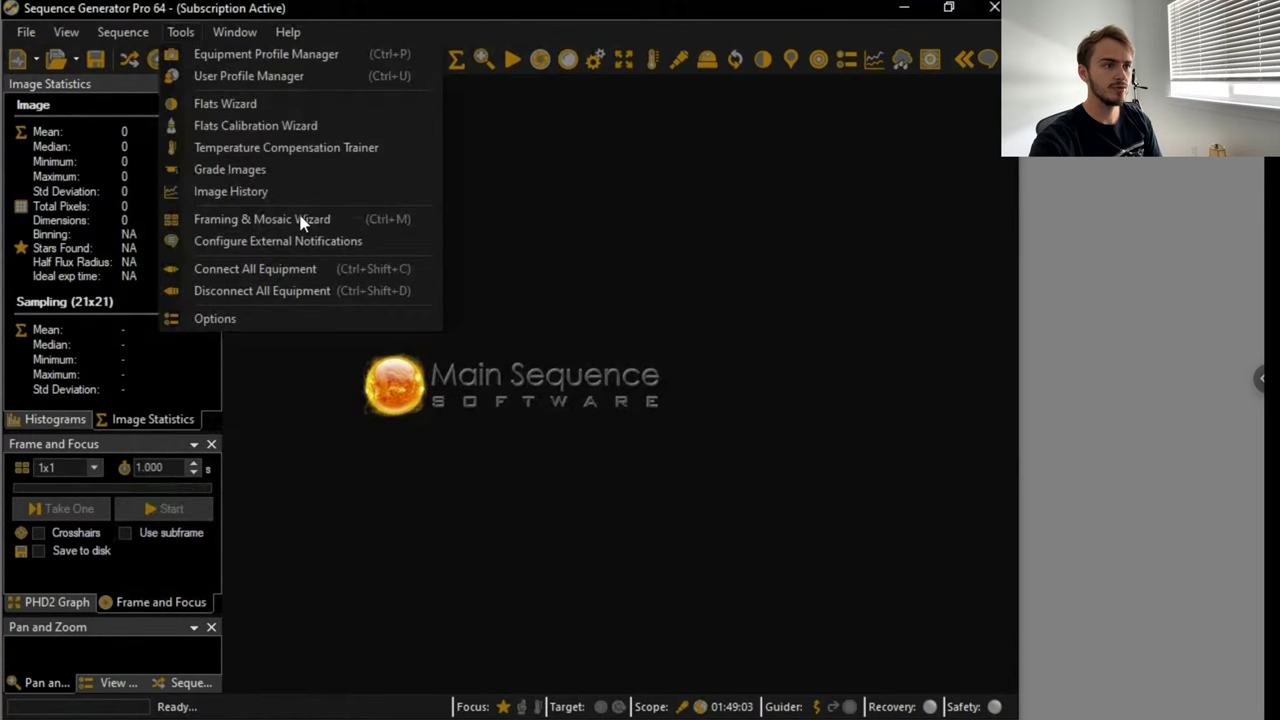 Sequence Generator Pro 64 - (Subscription Active)
File View Sequence Tools Window Help
Equipment Profile Manager (Ctrl+P)
User Profile Manager (Ctrl+U)
Flats Wizard
Flats Calibration Wizard
Temperature Compensation Trainer
Grade Images
Image History
Framing & Mosaic Wizard (Ctrl+M)
Configure External Notifications
Connect All Equipment (Ctrl+Shift+C)
Disconnect All Equipment (Ctrl+Shift+D)
Options
Image Statistics
Image
Mean: 0
Median: 0
Minimum: 0
Maximum: 0
Std Deviation: 0
Total Pixels: 0
Dimensions: 0
Binning: NA
Stars Found: NA
Half Flux Radius: NA
Ideal exp time: NA
Sampling (21x21)
Mean: -
Median: -
Minimum: -
Maximum: -
Std Deviation: -
Histograms Image Statistics
Main Sequence
SOFTWARE
Frame and Focus
1x1 1.000 s
Take One Start
Crosshairs Use subframe
Save to disk
PHD2 Graph Frame and Focus
Pan and Zoom
Pan an... View ... Seque...
Ready... Focus: Target: Scope: 01:49:03 Guider: Recovery: Safety: